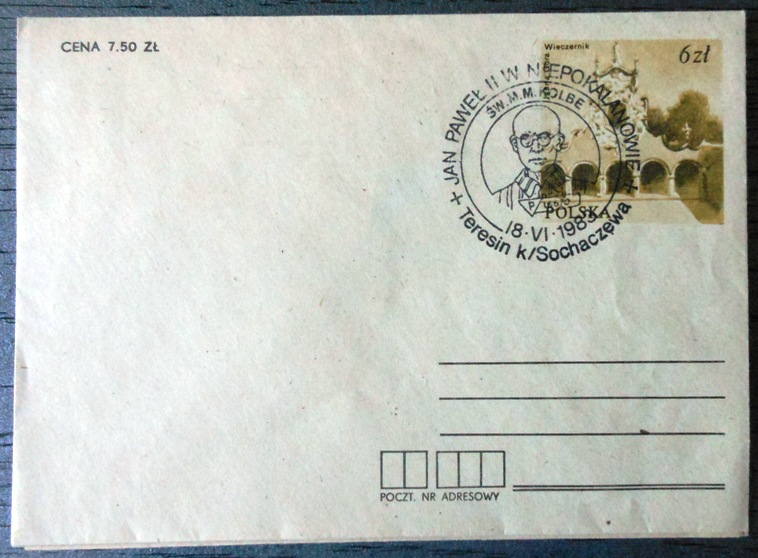 CENA 7.50 ZŁ
Wieczernik
6 zł
JAN PAWEŁ II W NIEPOKALANOWIE
ŚW. M. M. KOLBE
POLSKA
18·VI·1983
Teresin k/Sochaczewa
POCZT. NR ADRESOWY